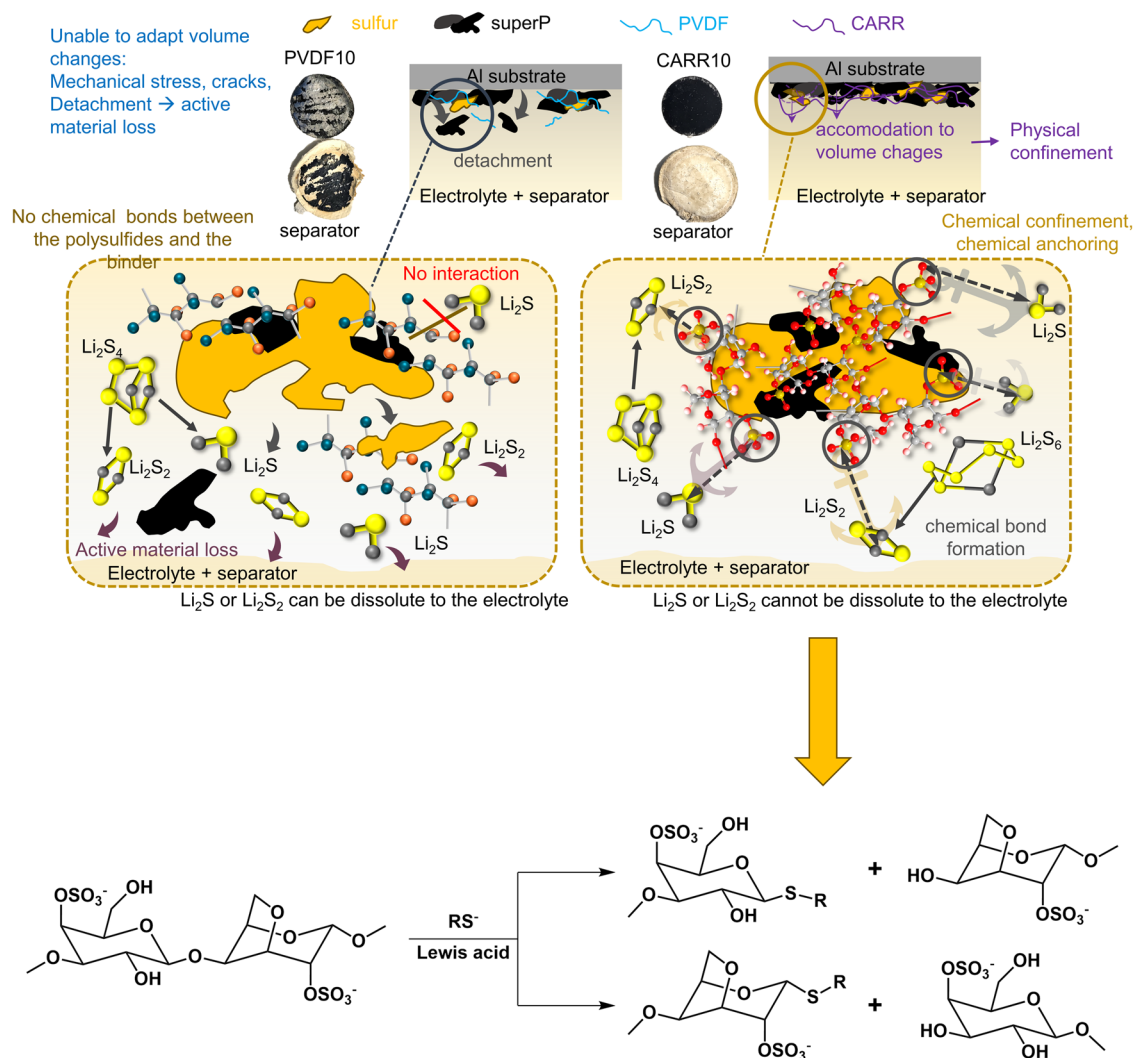 sulfur
superP
PVDF
CARR
Unable to adapt volume
changes:
Mechanical stress, cracks,
Detachment → active
material loss
PVDF10
separator
Al substrate
detachment
Electrolyte + separator
CARR10
separator
Al substrate
accomodation to
volume chages
Electrolyte + separator
Physical
confinement
No chemical bonds between
the polysulfides and the
binder
Chemical confinement,
chemical anchoring
No interaction
Li₂S
Li₂S₄
Li₂S₂
Li₂S
Li₂S₂
Li₂S
Active material loss
Electrolyte + separator
Li₂S or Li₂S₂ can be dissolute to the electrolyte
Li₂S₂
Li₂S
Li₂S₄
Li₂S₆
Li₂S
Li₂S₂
chemical bond
formation
Electrolyte + separator
Li₂S or Li₂S₂ cannot be dissolute to the electrolyte
OSO₃⁻
OH
O
O
OH
O
O
O
O
OSO₃⁻
RS⁻
Lewis acid
OSO₃⁻
OH
O
O
OH
S
R
+
O
O
HO
O
OSO₃⁻
O
O
O
S
R
OSO₃⁻
+
OSO₃⁻
OH
O
HO
OH
O